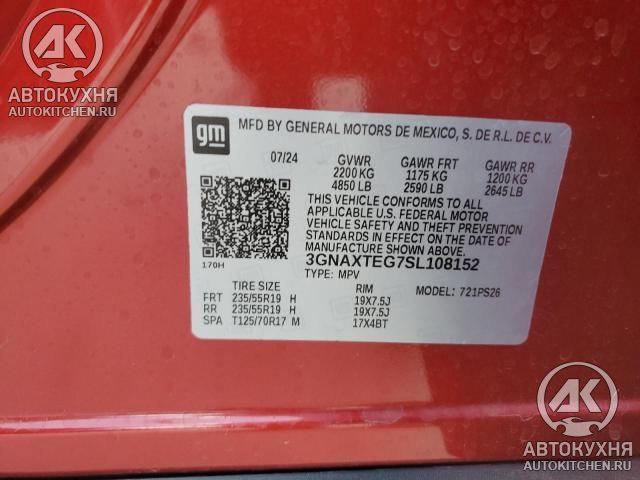 AK
АВТОКУХНЯ
AUTOKITCHEN.RU
gm MFD BY GENERAL MOTORS DE MEXICO, S. DE R.L. DE C.V.
07/24 GVWR GAWR FRT GAWR RR
2200 KG 1175 KG 1200 KG
4850 LB 2590 LB 2645 LB
THIS VEHICLE CONFORMS TO ALL
APPLICABLE U.S. FEDERAL MOTOR
VEHICLE SAFETY AND THEFT PREVENTION
STANDARDS IN EFFECT ON THE DATE OF
MANUFACTURE SHOWN ABOVE.
170H 3GNAXTEG7SL108152
TYPE: MPV
TIRE SIZE RIM MODEL: 721PS26
FRT 235/55R19 H 19X7.5J
RR 235/55R19 H 19X7.5J
SPA T125/70R17 M 17X4BT
AK
АВТОКУХНЯ
AUTOKITCHEN.RU